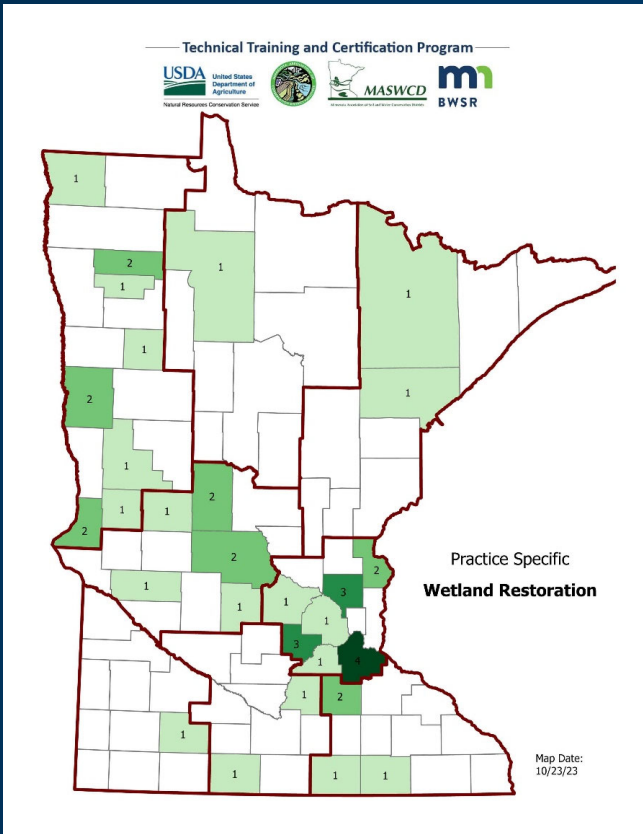 Technical Training and Certification Program
USDA
United States
Department of
Agriculture
Natural Resources Conservation Service
MASWCD
BWSR
1
2
1
1
1
1
1
2
1
2
1 1
2
2
Practice Specific
2
Wetland Restoration
1
3
1
1
1
3
1
4
1
2
1
Map Date:
10/23/23
1
1
1